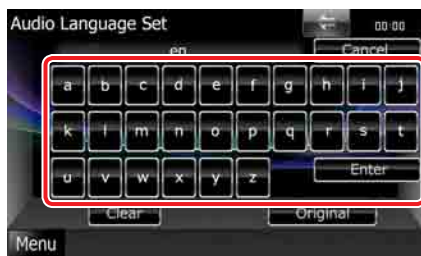 Audio Language Set 00:00
en Cancel
a b c d e f g h i j
k l m n o p q r s t
u v w x y z Enter
Clear Original
Menu